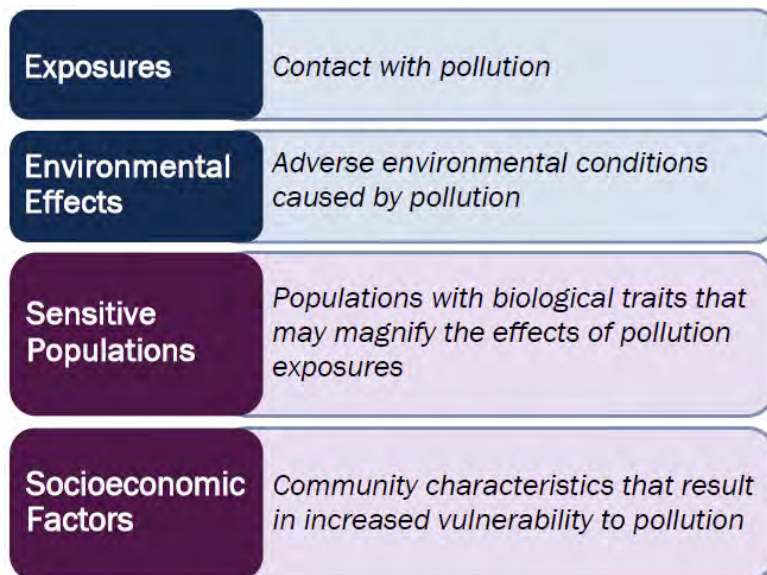 Exposures
Contact with pollution
Environmental
Effects
Adverse environmental conditions
caused by pollution
Sensitive
Populations
Populations with biological traits that
may magnify the effects of pollution
exposures
Socioeconomic
Factors
Community characteristics that result
in increased vulnerability to pollution